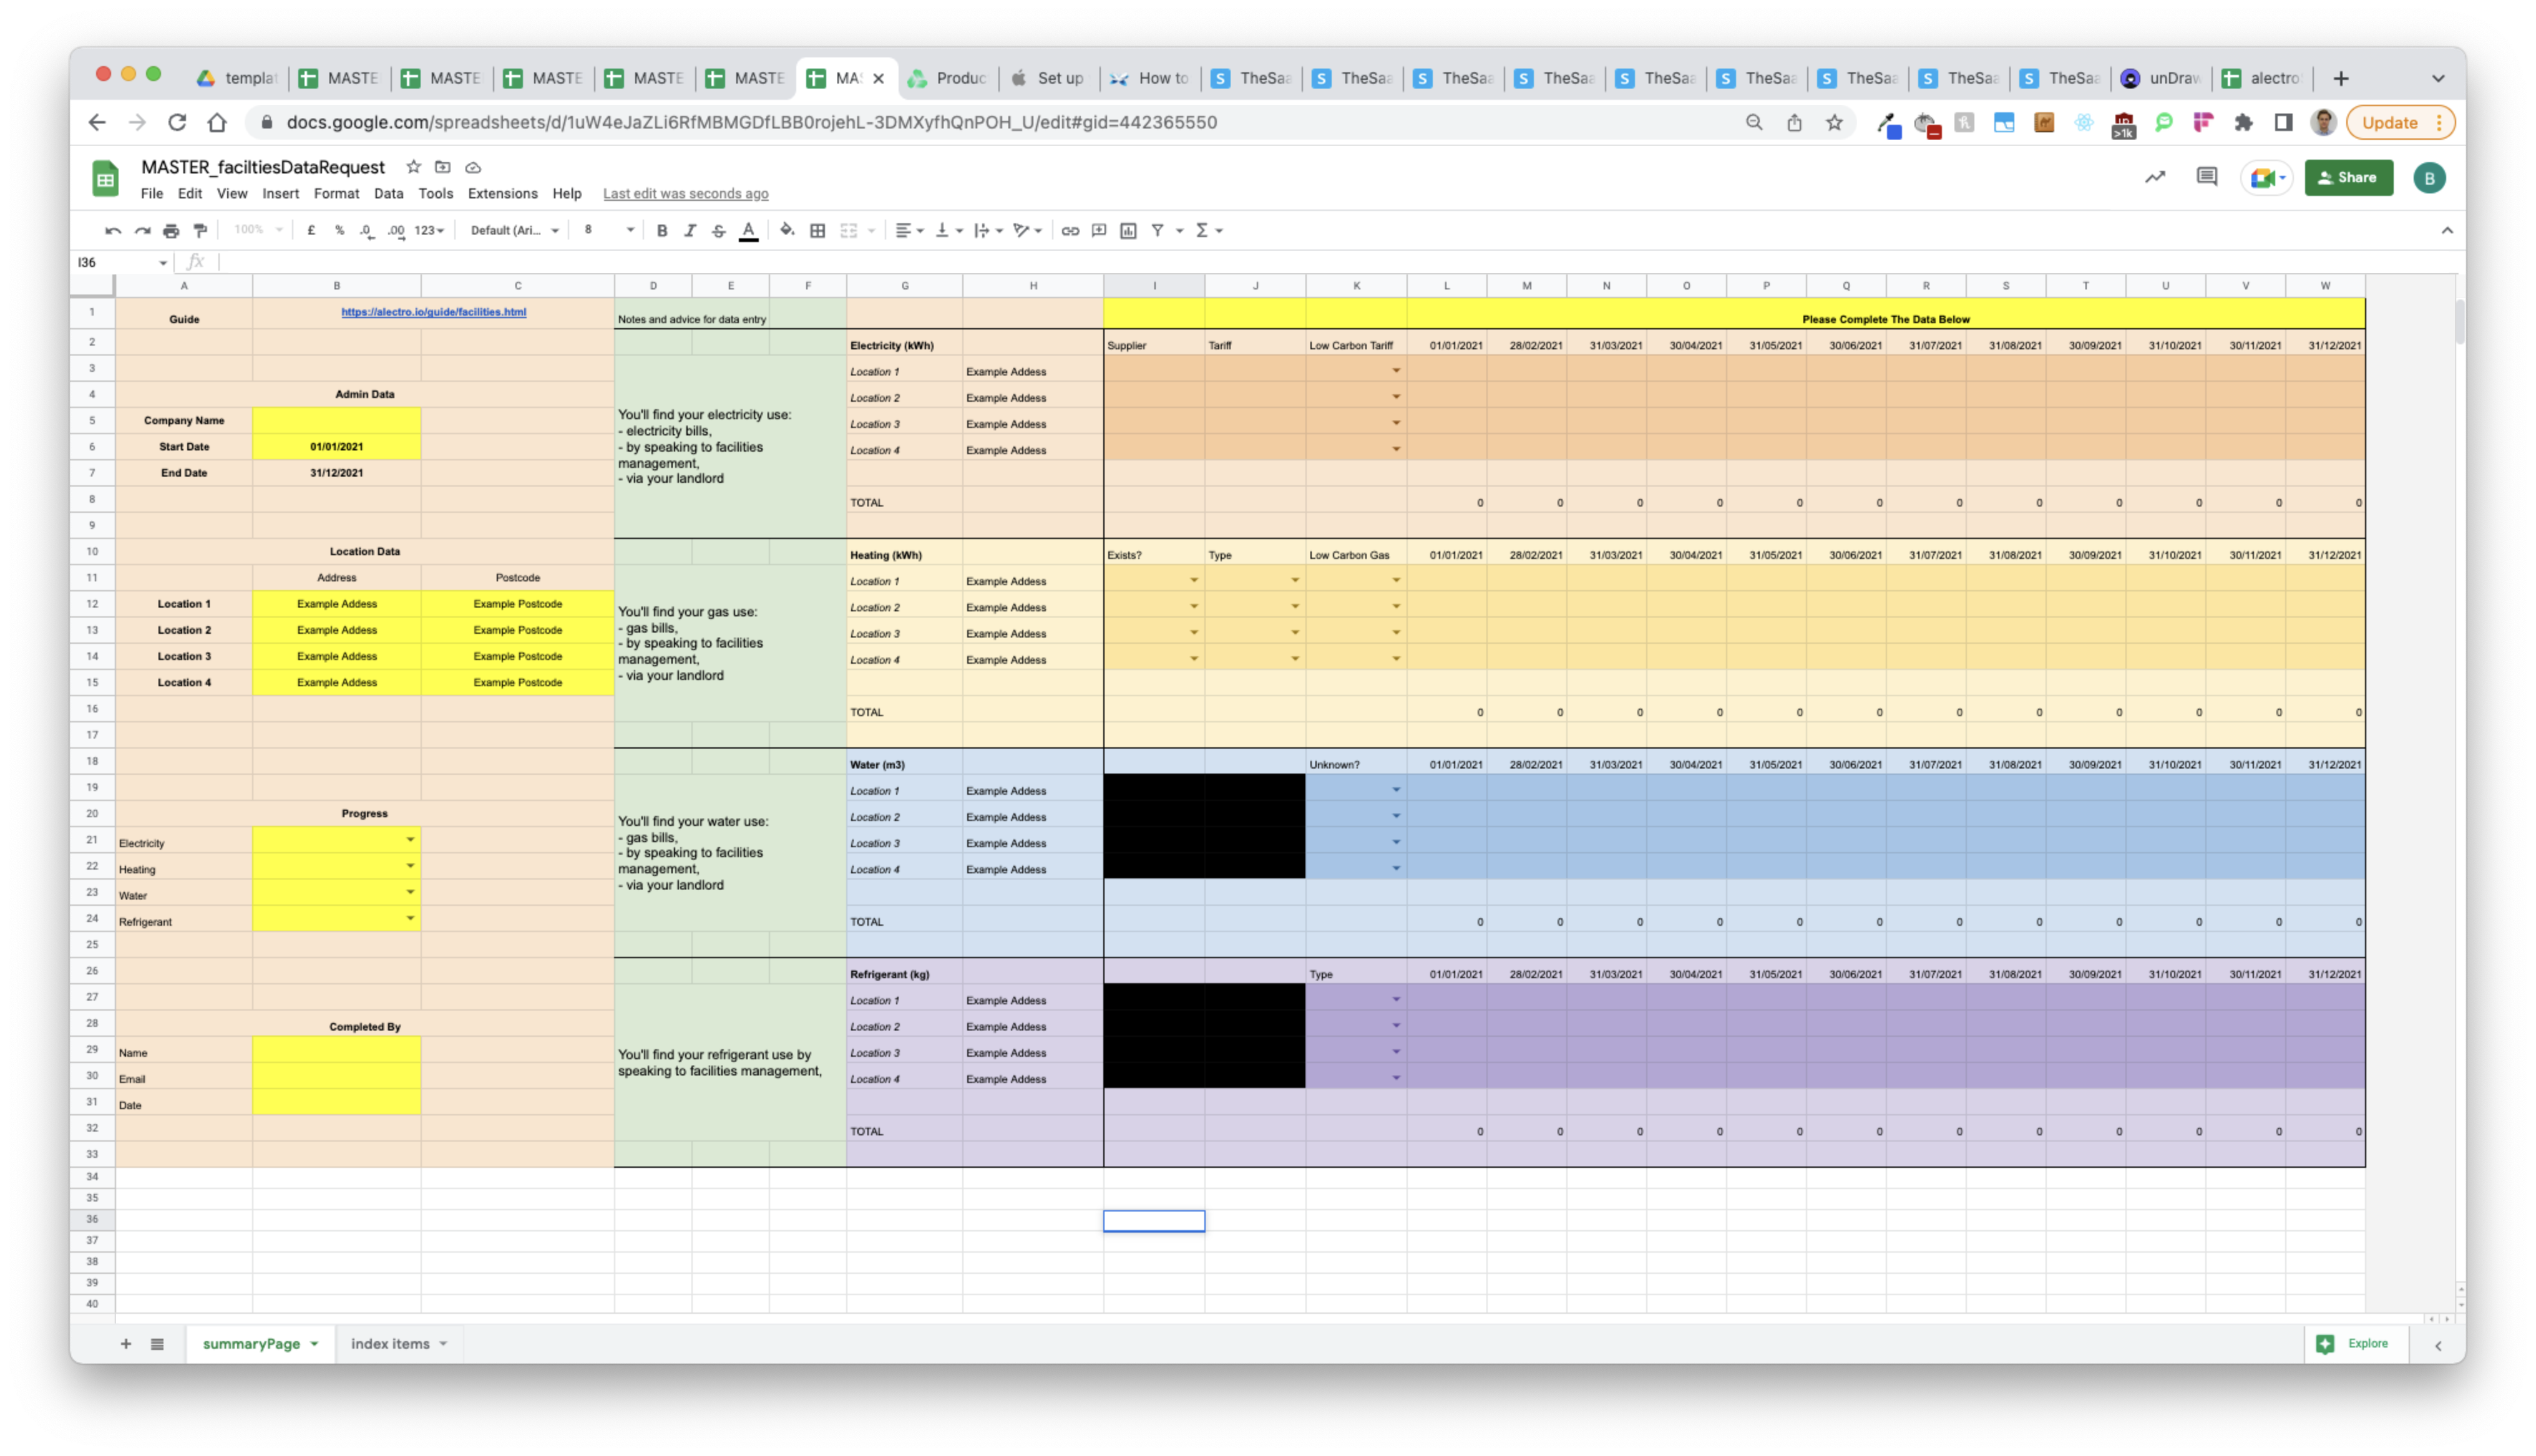 templat MASTE MASTE MASTE MASTE MASTE MAS Produc Set up How to TheSaa TheSaa TheSaa TheSaa TheSaa TheSaa TheSaa TheSaa TheSaa unDraw alectro
docs.google.com/spreadsheets/d/1uW4eJaZLi6RfMBMGDfLBB0rojehL-3DMXyfhQnPOH_U/edit#gid=442365550 >1k Update
MASTER_faciltiesDataRequest
File Edit View Insert Format Data Tools Extensions Help Last edit was seconds ago Share B
100% £ % .0 .00 123 Default (Ari... 8 B I S A Σ
I36 fx
A B C D E F G H I J K L M N O P Q R S T U V W
1 Guide https://alectro.io/guide/facilities.html Notes and advice for data entry Please Complete The Data Below
2 Electricity (kWh) Supplier Tariff Low Carbon Tariff 01/01/2021 28/02/2021 31/03/2021 30/04/2021 31/05/2021 30/06/2021 31/07/2021 31/08/2021 30/09/2021 31/10/2021 30/11/2021 31/12/2021
3 Location 1 Example Addess
4 Admin Data Location 2 Example Addess
5 Company Name Location 3 Example Addess
6 Start Date 01/01/2021 Location 4 Example Addess
7 End Date 31/12/2021
You'll find your electricity use:
- electricity bills,
- by speaking to facilities
management,
- via your landlord
8 TOTAL 0 0 0 0 0 0 0 0 0 0 0 0
9
10 Location Data Heating (kWh) Exists? Type Low Carbon Gas 01/01/2021 28/02/2021 31/03/2021 30/04/2021 31/05/2021 30/06/2021 31/07/2021 31/08/2021 30/09/2021 31/10/2021 30/11/2021 31/12/2021
11 Address Postcode Location 1 Example Addess
12 Location 1 Example Addess Example Postcode Location 2 Example Addess
13 Location 2 Example Addess Example Postcode Location 3 Example Addess
14 Location 3 Example Addess Example Postcode Location 4 Example Addess
15 Location 4 Example Addess Example Postcode
You'll find your gas use:
- gas bills,
- by speaking to facilities
management,
- via your landlord
16 TOTAL 0 0 0 0 0 0 0 0 0 0 0 0
17
18 Water (m3) Unknown? 01/01/2021 28/02/2021 31/03/2021 30/04/2021 31/05/2021 30/06/2021 31/07/2021 31/08/2021 30/09/2021 31/10/2021 30/11/2021 31/12/2021
19 Location 1 Example Addess
20 Progress Location 2 Example Addess
21 Electricity Location 3 Example Addess
22 Heating Location 4 Example Addess
23 Water
You'll find your water use:
- gas bills,
- by speaking to facilities
management,
- via your landlord
24 Refrigerant TOTAL 0 0 0 0 0 0 0 0 0 0 0 0
25
26 Refrigerant (kg) Type 01/01/2021 28/02/2021 31/03/2021 30/04/2021 31/05/2021 30/06/2021 31/07/2021 31/08/2021 30/09/2021 31/10/2021 30/11/2021 31/12/2021
27 Location 1 Example Addess
28 Completed By Location 2 Example Addess
29 Name Location 3 Example Addess
30 Email Location 4 Example Addess
31 Date
You'll find your refrigerant use by
speaking to facilities management,
32 TOTAL 0 0 0 0 0 0 0 0 0 0 0 0
33
34
35
36
37
38
39
40
summaryPage index items Explore